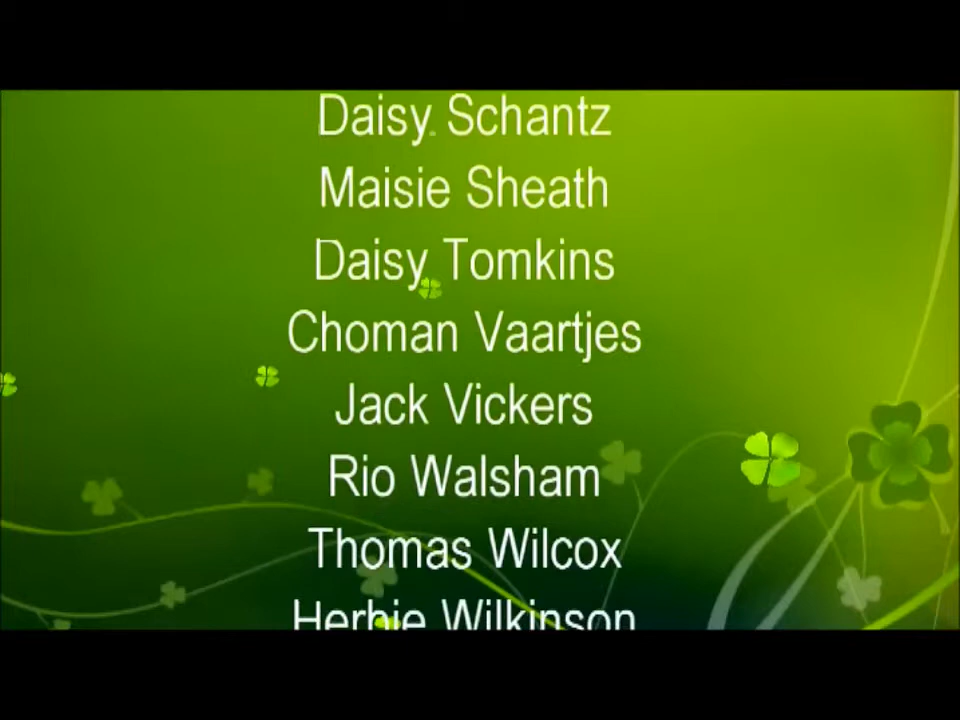 Daisy Schantz
Maisie Sheath
Daisy Tomkins
Choman Vaartjes
Jack Vickers
Rio Walsham
Thomas Wilcox
Herbie Wilkinson